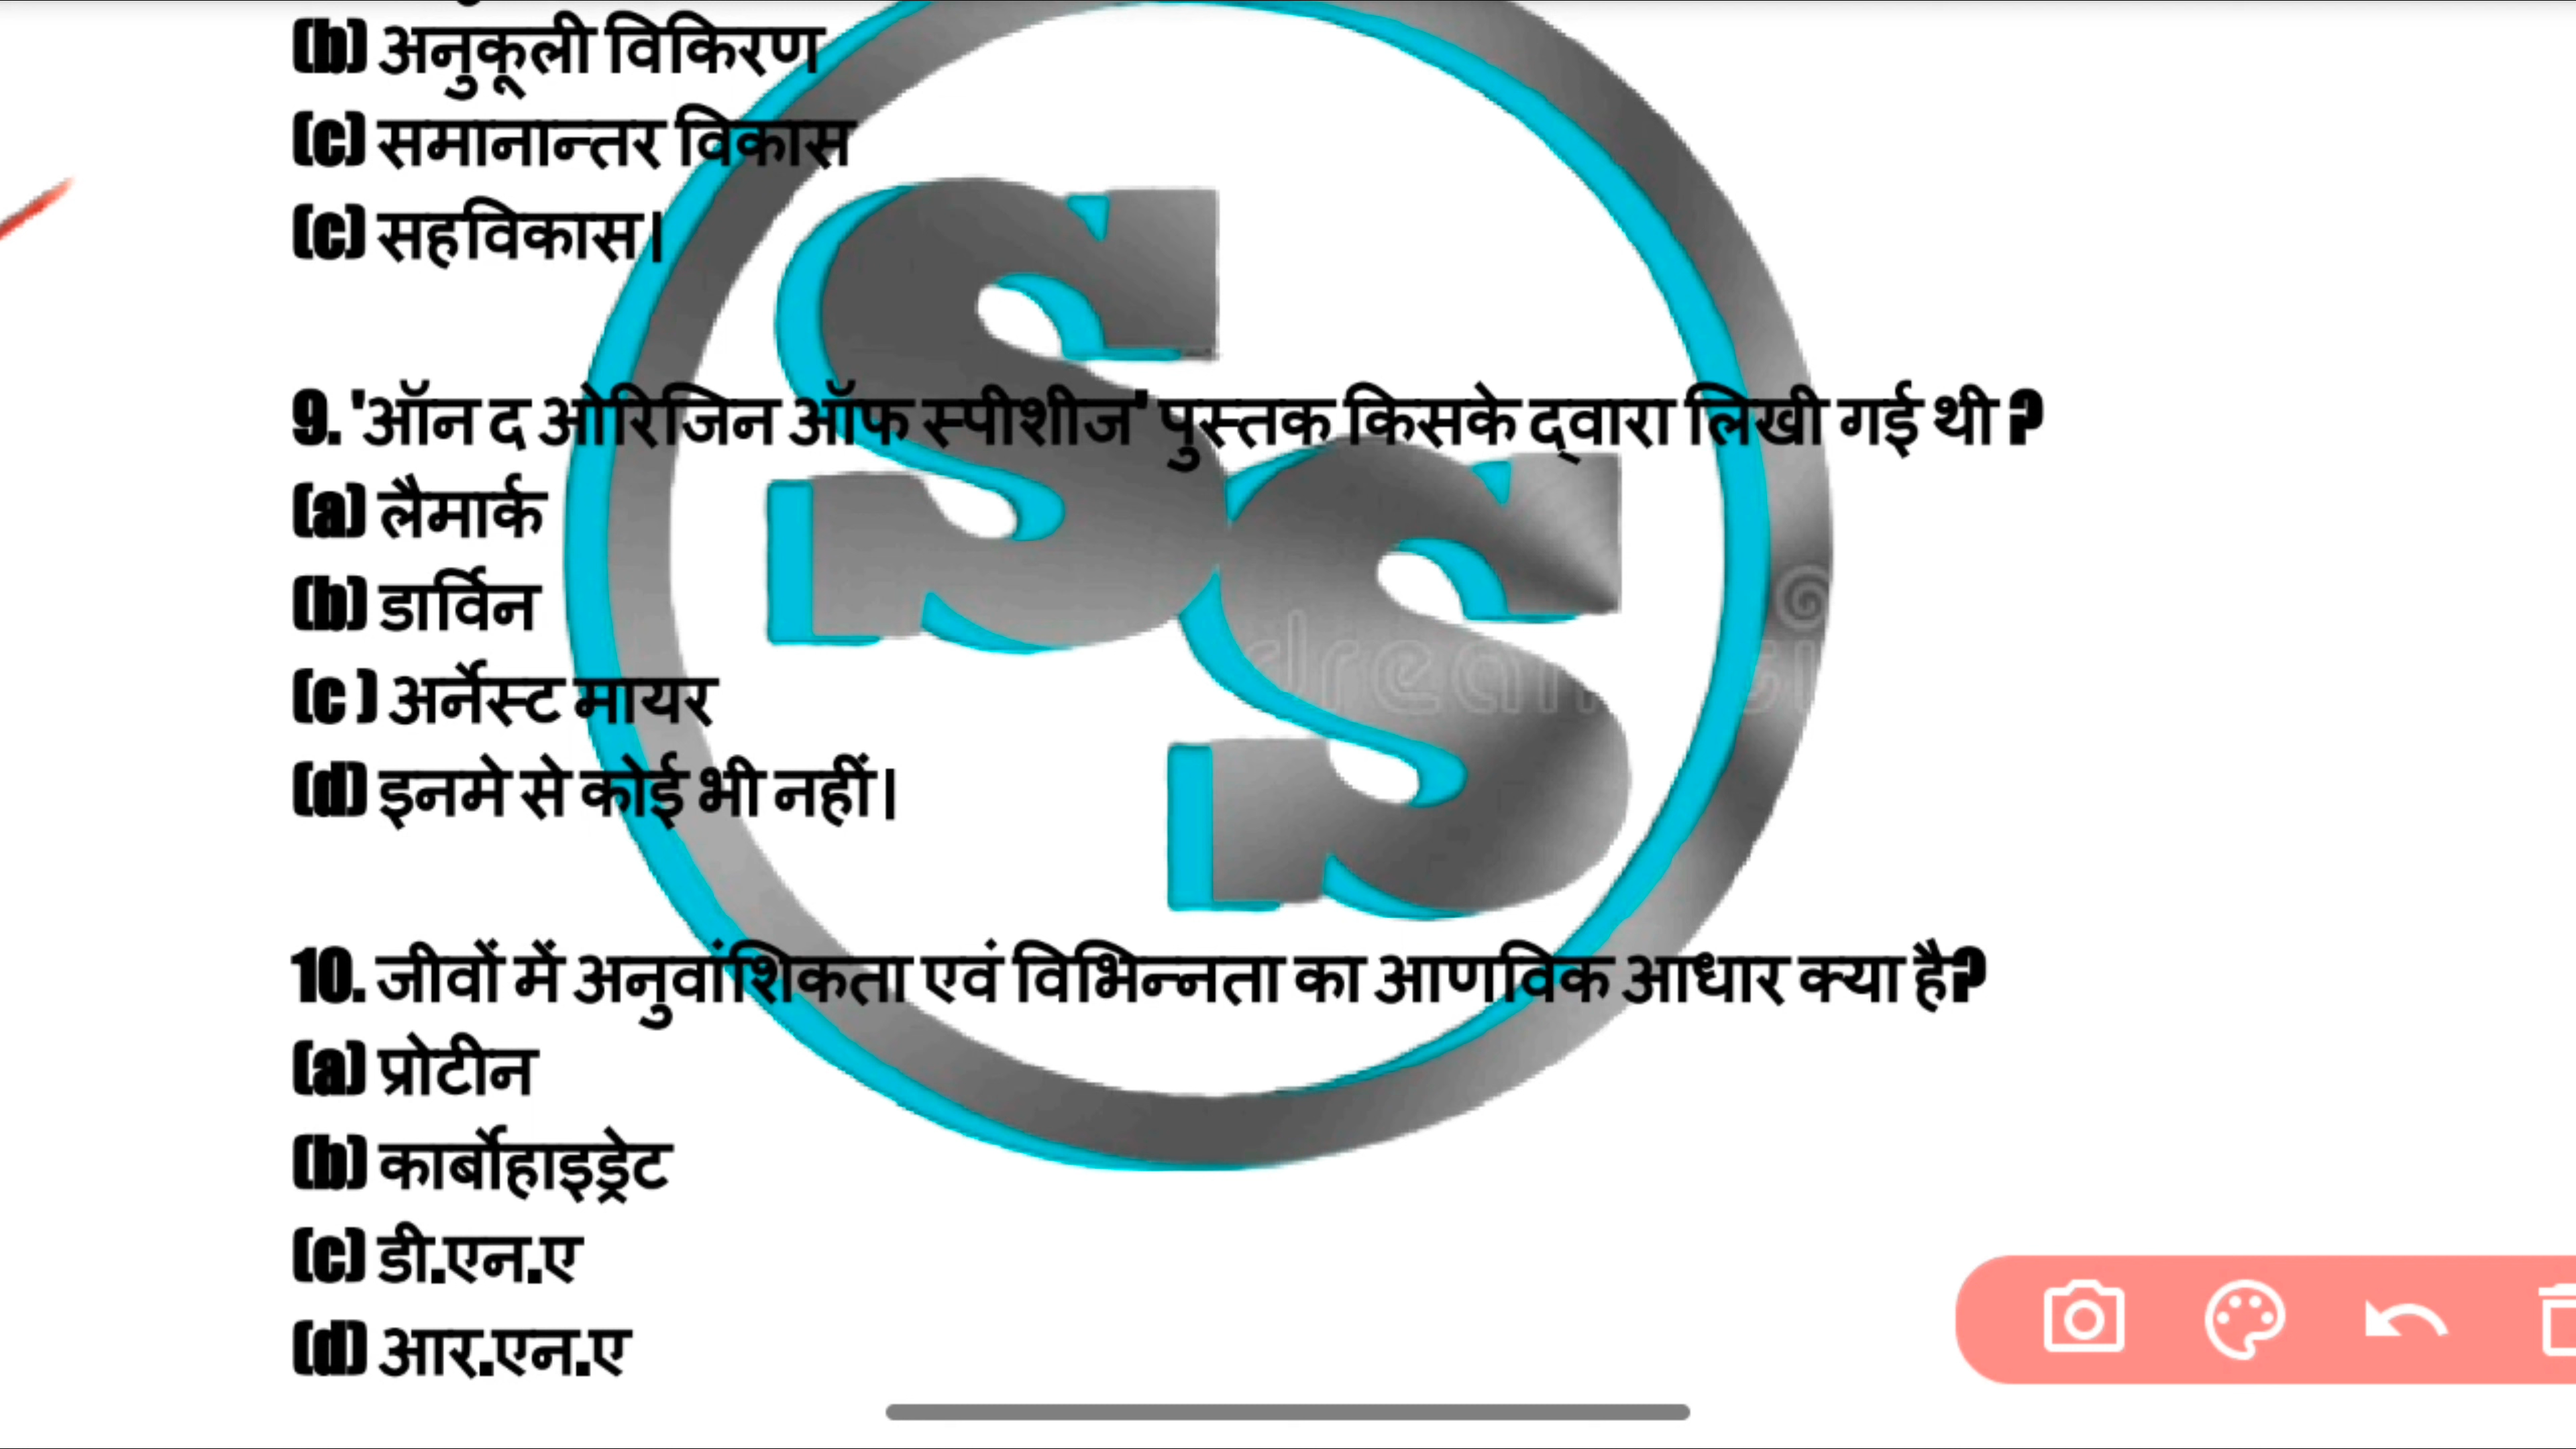 (b) अनुकूली विकिरण
(c) समानान्तर विकास
(c) सहविकास।
9. 'ऑन द ओरिजिन ऑफ स्पीशीज' पुस्तक किसके द्वारा लिखी गई थी ?
(a) लैमार्क
(b) डार्विन
(c ) अर्नेस्ट मायर
(d) इनमे से कोई भी नहीं।
10. जीवों में अनुवांशिकता एवं विभिन्नता का आणविक आधार क्या है?
(a) प्रोटीन
(b) कार्बोहाइड्रेट
(c) डी.एन.ए
(d) आर.एन.ए
S
S